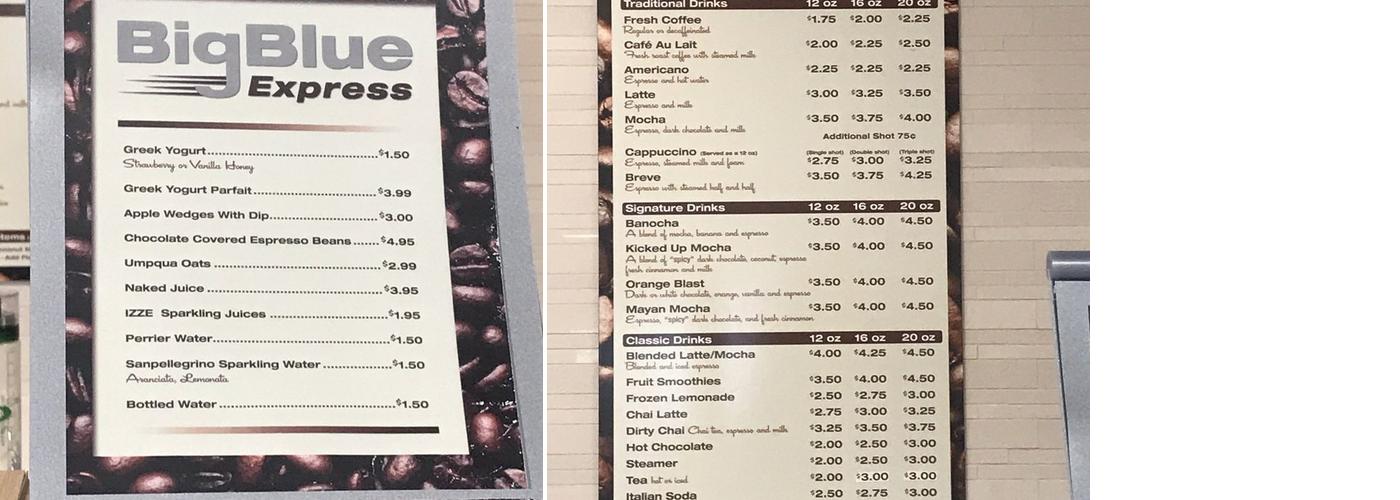 BigBlue
Express
Greek Yogurt $1.50
Strawberry or Vanilla Honey
Greek Yogurt Parfait $3.99
Apple Wedges With Dip $3.00
Chocolate Covered Espresso Beans $4.95
Umpqua Oats $2.99
Naked Juice $3.95
IZZE Sparkling Juices $1.95
Perrier Water $1.50
Sanpellegrino Sparkling Water $1.50
Aranciata, Lemonata
Bottled Water $1.50
Traditional Drinks 12 oz 16 oz 20 oz
Fresh Coffee $1.75 $2.00 $2.25
Regular or decaffeinated
Café Au Lait $2.00 $2.25 $2.50
Fresh roast coffee with steamed milk
Americano $2.25 $2.25 $2.25
Espresso and hot water
Latte $3.00 $3.25 $3.50
Espresso and milk
Mocha $3.50 $3.75 $4.00
Espresso, dark chocolate and milk
Additional Shot 75¢
Cappuccino (Served as a 12 oz) (Single shot) (Double shot) (Triple shot)
$2.75 $3.00 $3.25
Espresso, steamed milk and foam
Breve $3.50 $3.75 $4.25
Espresso with steamed half and half
Signature Drinks 12 oz 16 oz 20 oz
Banocha $3.50 $4.00 $4.50
A blend of mocha, banana and espresso
Kicked Up Mocha $3.50 $4.00 $4.50
A blend of "spicy" dark chocolate, coconut, espresso
fresh cinnamon and milk
Orange Blast $3.50 $4.00 $4.50
Dark or white chocolate, orange, vanilla and espresso
Mayan Mocha $3.50 $4.00 $4.50
Espresso, "spicy" dark chocolate, and fresh cinnamon
Classic Drinks 12 oz 16 oz 20 oz
Blended Latte/Mocha $4.00 $4.25 $4.50
Blended and iced espresso
Fruit Smoothies $3.50 $4.00 $4.50
Frozen Lemonade $2.50 $2.75 $3.00
Chai Latte $2.75 $3.00 $3.25
Dirty Chai Chai tea, espresso and milk $3.25 $3.50 $3.75
Hot Chocolate $2.00 $2.50 $3.00
Steamer $2.00 $2.50 $3.00
Tea hot or iced $2.00 $3.00 $3.00
Italian Soda $2.50 $2.75 $3.00